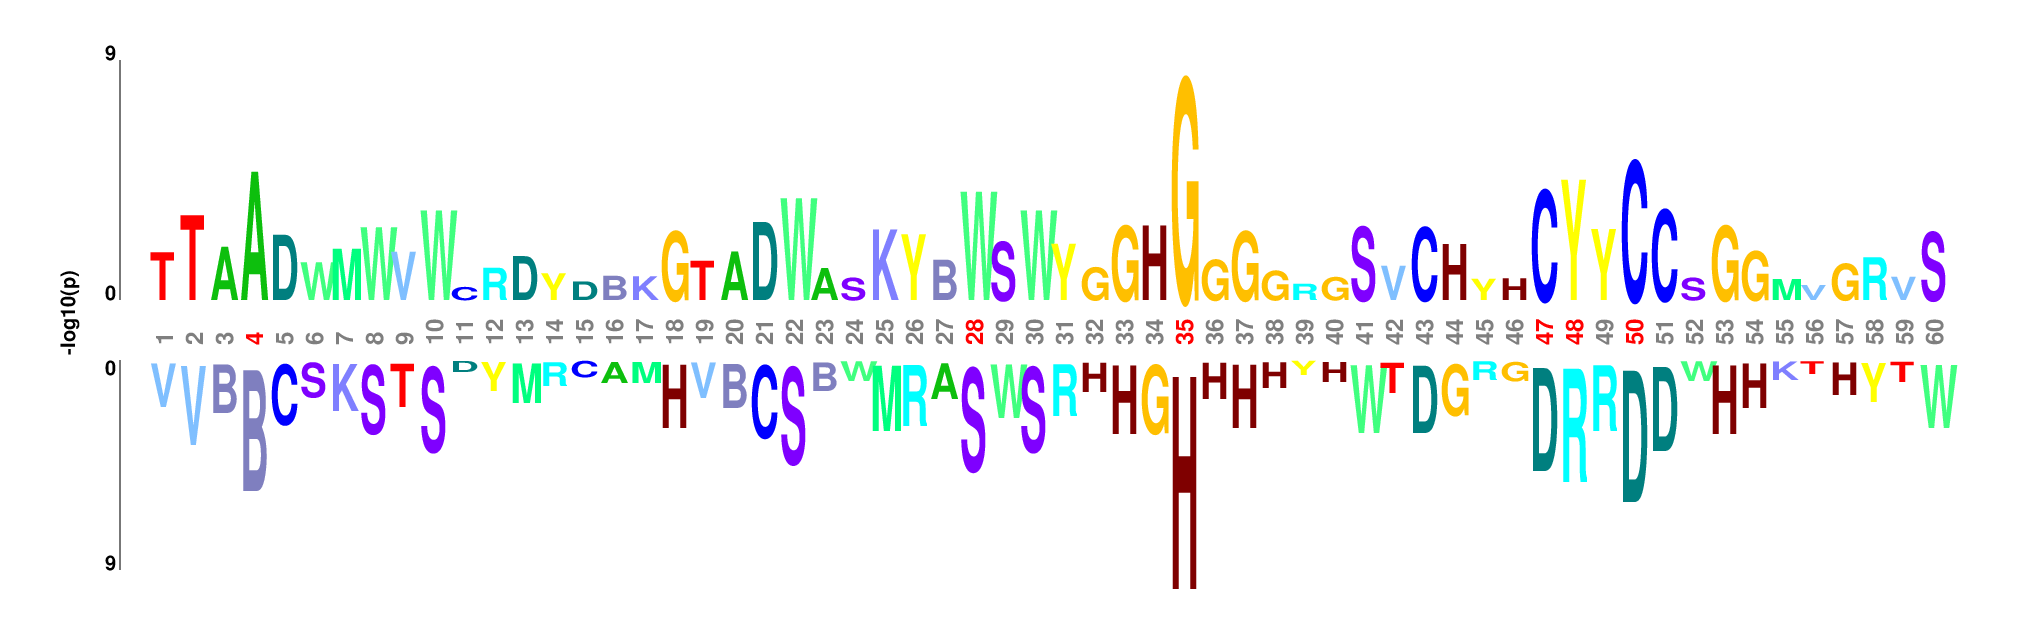 9
TTAADWMWVWCRDYDBKGTADWASKYBWSWYGGHGGGGRGSVCHYHCYYCCSGGMVGRVS
-log10(p)
0
1 2 3 4 5 6 7 8 9 10 11 12 13 14 15 16 17 18 19 20 21 22 23 24 25 26 27 28 29 30 31 32 33 34 35 36 37 38 39 40 41 42 43 44 45 46 47 48 49 50 51 52 53 54 55 56 57 58 59 60
0
VVBBCSKSTSDYMRCAMHVBCSBWMRASWSRHHGHHHHYHWTDGRGDRRDDWHHKTHYTW
9